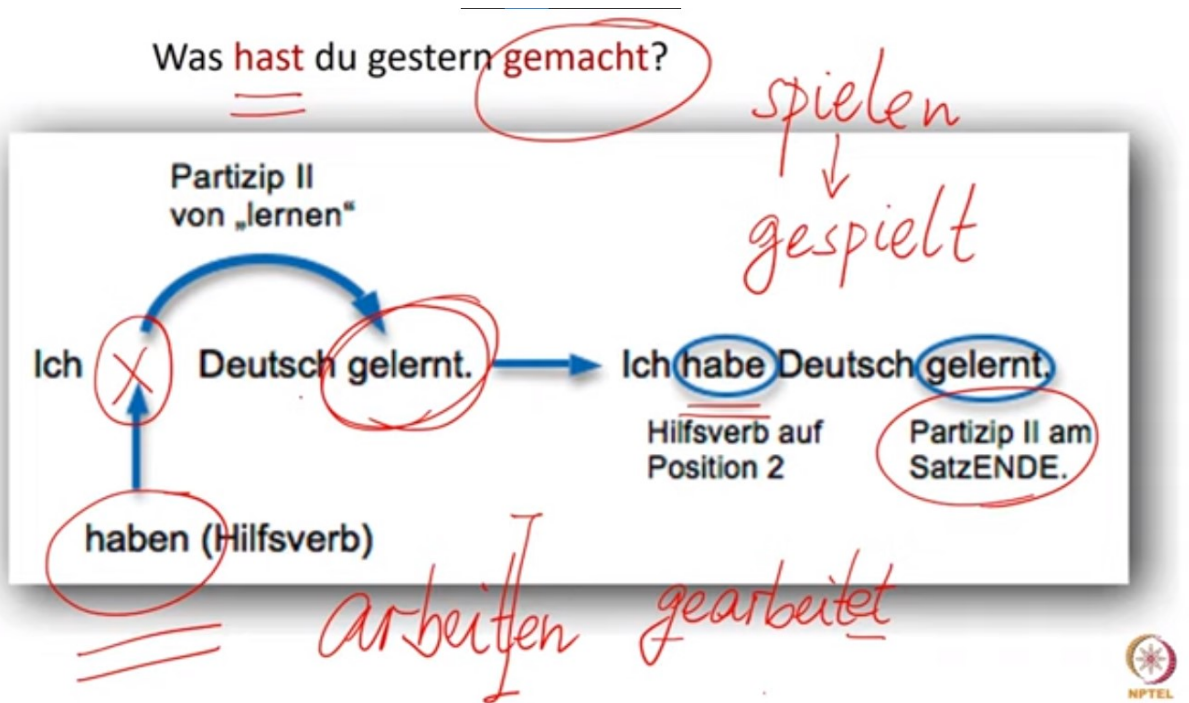 Was hast du gestern gemacht?
spielen
Partizip II
von „lernen“
gespielt
Ich X Deutsch gelernt.
Ich habe Deutsch gelernt.
Hilfsverb auf
Position 2
Partizip II am
SatzENDE.
haben (Hilfsverb)
arbeiten gearbeitet
NPTEL